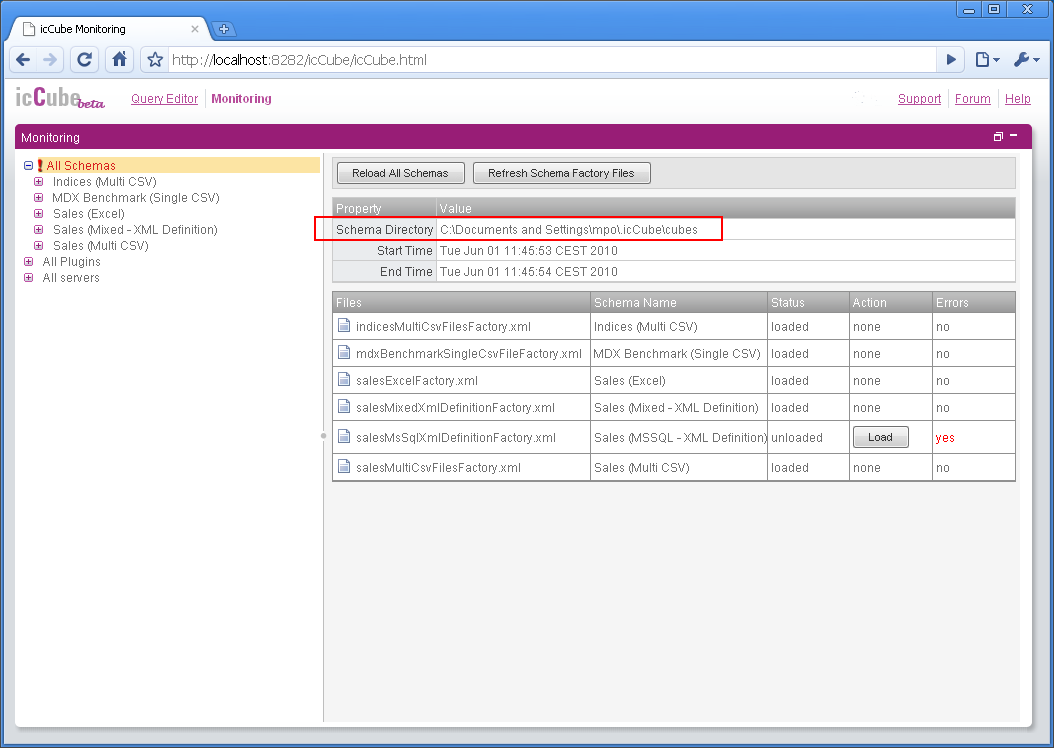 icCube Monitoring
http://localhost:8282/icCube/icCube.html
icCube beta Query Editor Monitoring Support Forum Help
Monitoring
All Schemas
Indices (Multi CSV)
MDX Benchmark (Single CSV)
Sales (Excel)
Sales (Mixed - XML Definition)
Sales (Multi CSV)
All Plugins
All servers
Reload All Schemas Refresh Schema Factory Files
Property Value
Schema Directory C:\Documents and Settings\mpo\.icCube\cubes
Start Time Tue Jun 01 11:45:53 CEST 2010
End Time Tue Jun 01 11:45:54 CEST 2010
Files Schema Name Status Action Errors
indicesMultiCsvFilesFactory.xml Indices (Multi CSV) loaded none no
mdxBenchmarkSingleCsvFileFactory.xml MDX Benchmark (Single CSV) loaded none no
salesExcelFactory.xml Sales (Excel) loaded none no
salesMixedXmlDefinitionFactory.xml Sales (Mixed - XML Definition) loaded none no
salesMsSqlXmlDefinitionFactory.xml Sales (MSSQL - XML Definition) unloaded Load yes
salesMultiCsvFilesFactory.xml Sales (Multi CSV) loaded none no